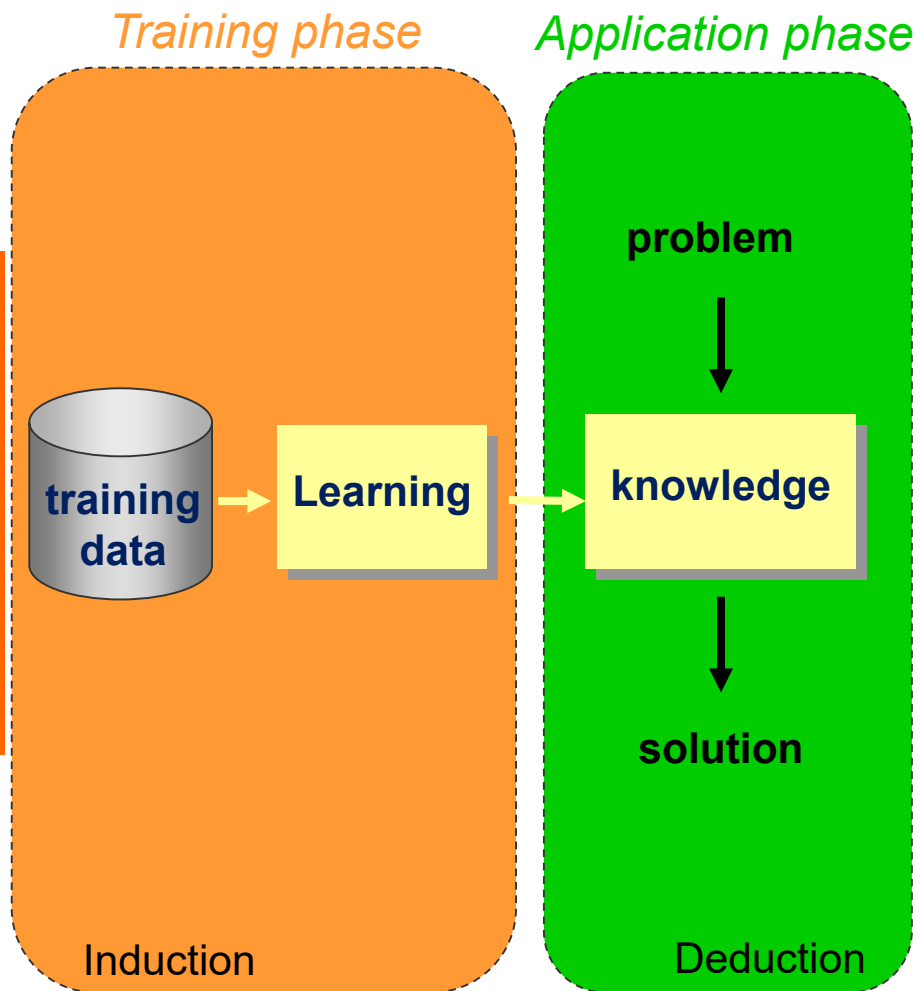 Training phase
Application phase
problem
training
data
Learning
knowledge
solution
Induction
Deduction